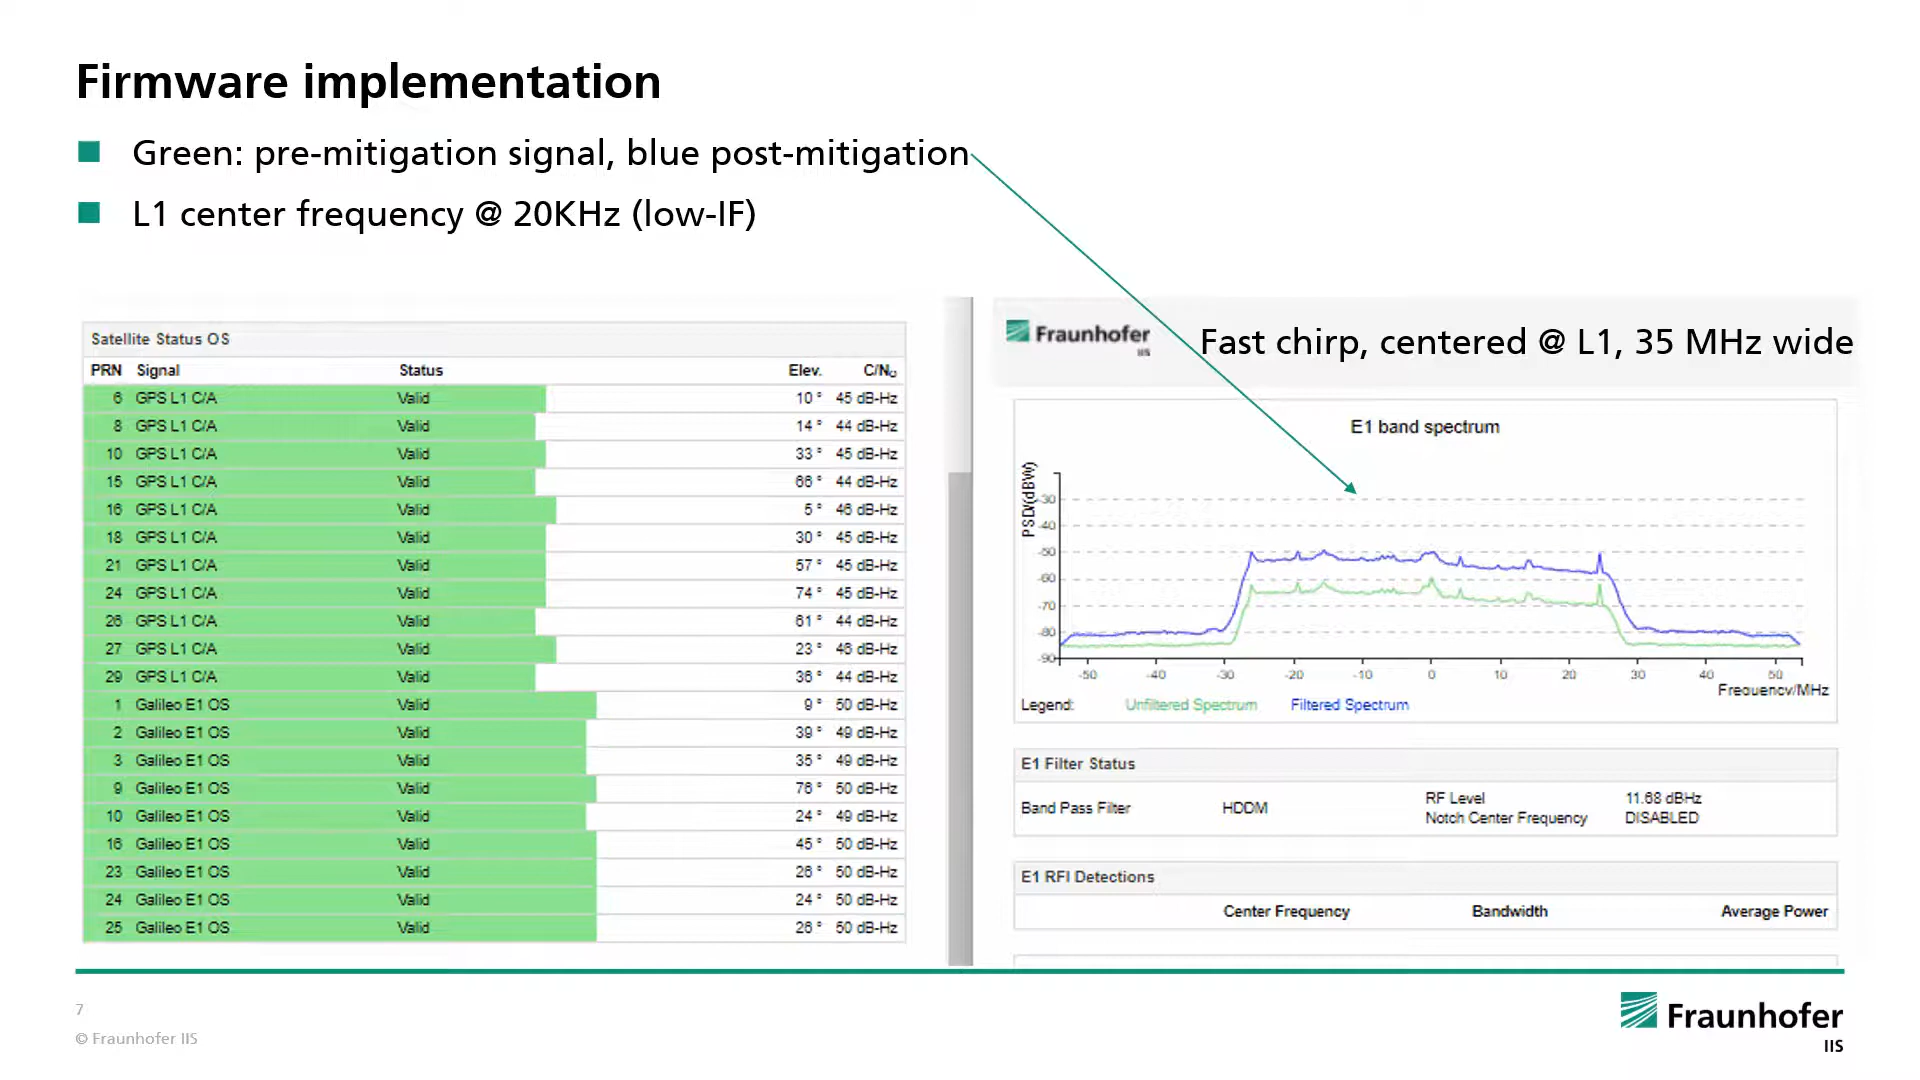 Firmware implementation
Green: pre-mitigation signal, blue post-mitigation
L1 center frequency @ 20KHz (low-IF)
Satellite Status OS
PRN Signal Status Elev. C/N₀
6 GPS L1 C/A Valid 10 ° 45 dB-Hz
8 GPS L1 C/A Valid 14 ° 44 dB-Hz
10 GPS L1 C/A Valid 33 ° 45 dB-Hz
15 GPS L1 C/A Valid 66 ° 44 dB-Hz
16 GPS L1 C/A Valid 5 ° 46 dB-Hz
18 GPS L1 C/A Valid 30 ° 45 dB-Hz
21 GPS L1 C/A Valid 57 ° 45 dB-Hz
24 GPS L1 C/A Valid 74 ° 45 dB-Hz
26 GPS L1 C/A Valid 61 ° 44 dB-Hz
27 GPS L1 C/A Valid 23 ° 46 dB-Hz
29 GPS L1 C/A Valid 36 ° 44 dB-Hz
1 Galileo E1 OS Valid 9 ° 50 dB-Hz
2 Galileo E1 OS Valid 39 ° 49 dB-Hz
3 Galileo E1 OS Valid 35 ° 49 dB-Hz
9 Galileo E1 OS Valid 76 ° 50 dB-Hz
10 Galileo E1 OS Valid 24 ° 49 dB-Hz
16 Galileo E1 OS Valid 45 ° 50 dB-Hz
23 Galileo E1 OS Valid 26 ° 50 dB-Hz
24 Galileo E1 OS Valid 24 ° 50 dB-Hz
25 Galileo E1 OS Valid 26 ° 50 dB-Hz
Fraunhofer
IIS
Fast chirp, centered @ L1, 35 MHz wide
E1 band spectrum
PSD/(dBW)
-30
-40
-50
-60
-70
-80
-90
-50 -40 -30 -20 -10 0 10 20 30 40 50
Frequency/MHz
Legend: Unfiltered Spectrum Filtered Spectrum
E1 Filter Status
Band Pass Filter HDDM RF Level 11.68 dBHz
Notch Center Frequency DISABLED
E1 RFI Detections
Center Frequency Bandwidth Average Power
7
© Fraunhofer IIS
Fraunhofer
IIS